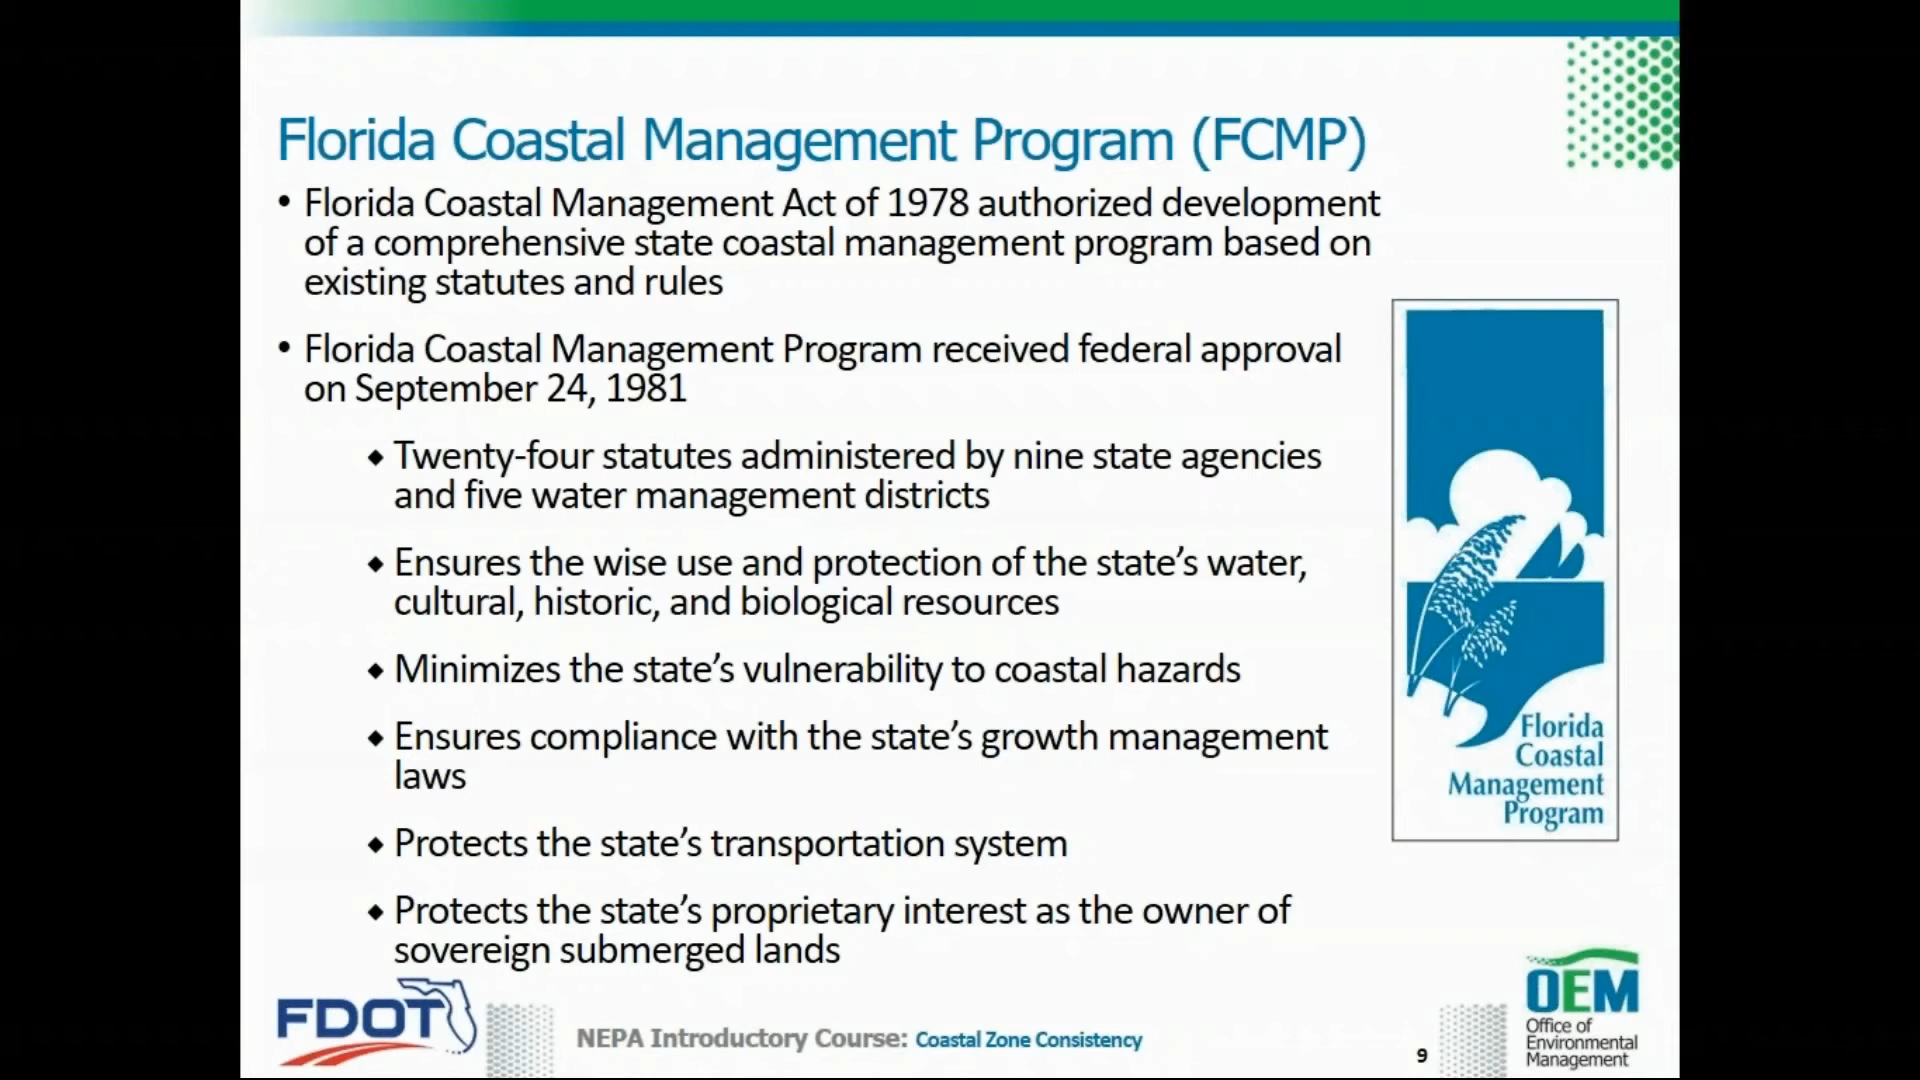 Florida Coastal Management Program (FCMP)
• Florida Coastal Management Act of 1978 authorized development
of a comprehensive state coastal management program based on
existing statutes and rules
• Florida Coastal Management Program received federal approval
on September 24, 1981
◆ Twenty-four statutes administered by nine state agencies
and five water management districts
◆ Ensures the wise use and protection of the state’s water,
cultural, historic, and biological resources
◆ Minimizes the state’s vulnerability to coastal hazards
◆ Ensures compliance with the state’s growth management
laws
◆ Protects the state’s transportation system
◆ Protects the state’s proprietary interest as the owner of
sovereign submerged lands
Florida
Coastal
Management
Program
FDOT
NEPA Introductory Course: Coastal Zone Consistency
9
OEM
Office of
Environmental
Management